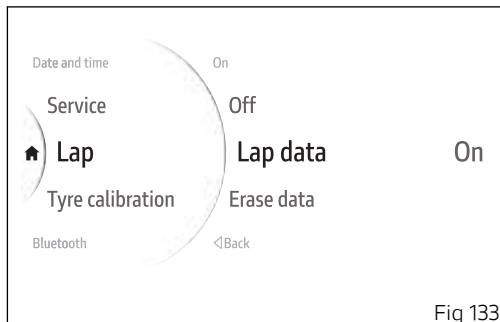 Date and time
Service
Lap
Tyre calibration
Bluetooth
On
Off
Lap data
Erase data
Back
On
Fig 133